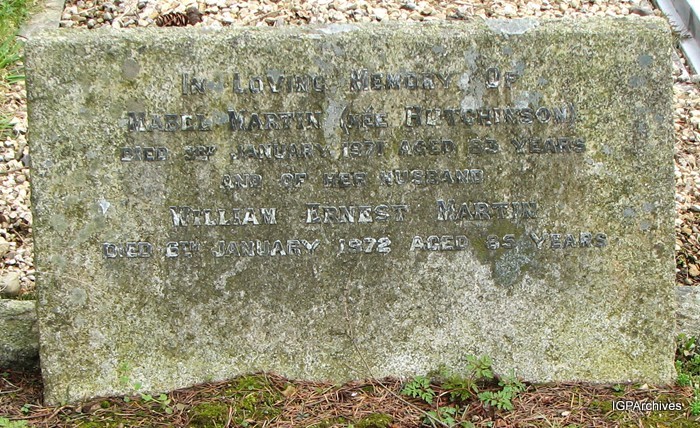 In Loving Memory Of
Mabel Martin (née Hutchinson)
Died 3rd January 1971 Aged 83 Years
And Of Her Husband
William Ernest Martin
Died 6th January 1972 Aged 85 Years
IGPArchives